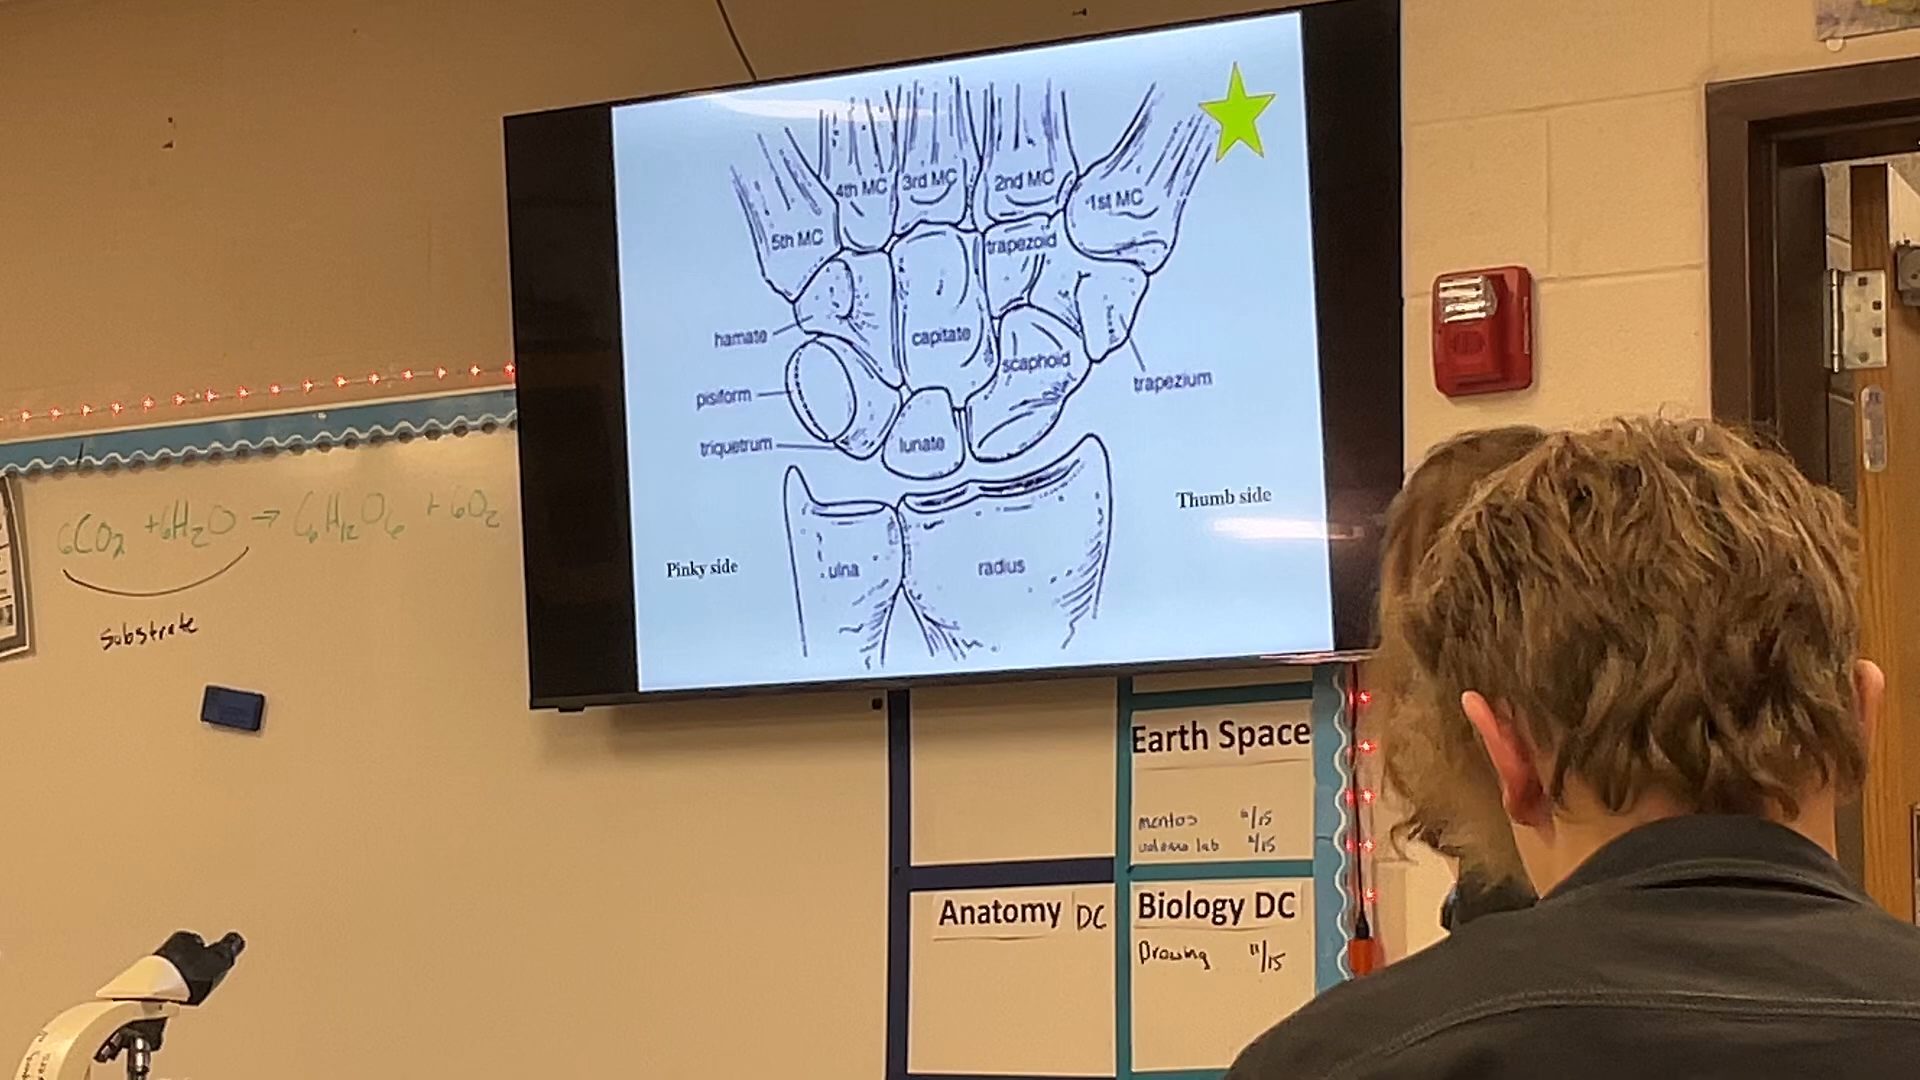 4th MC
3rd MC
2nd MC
1st MC
5th MC
trapezoid
hamate
capitate
scaphoid
trapezium
pisiform
triquetrum
lunate
Thumb side
Pinky side
ulna
radius
6CO2 + 6H2O → C6H12O6 + 6O2
Substrate
Earth Space
mentos 11/15
volcano lab 11/15
Anatomy DC
Biology DC
Drawing 11/15